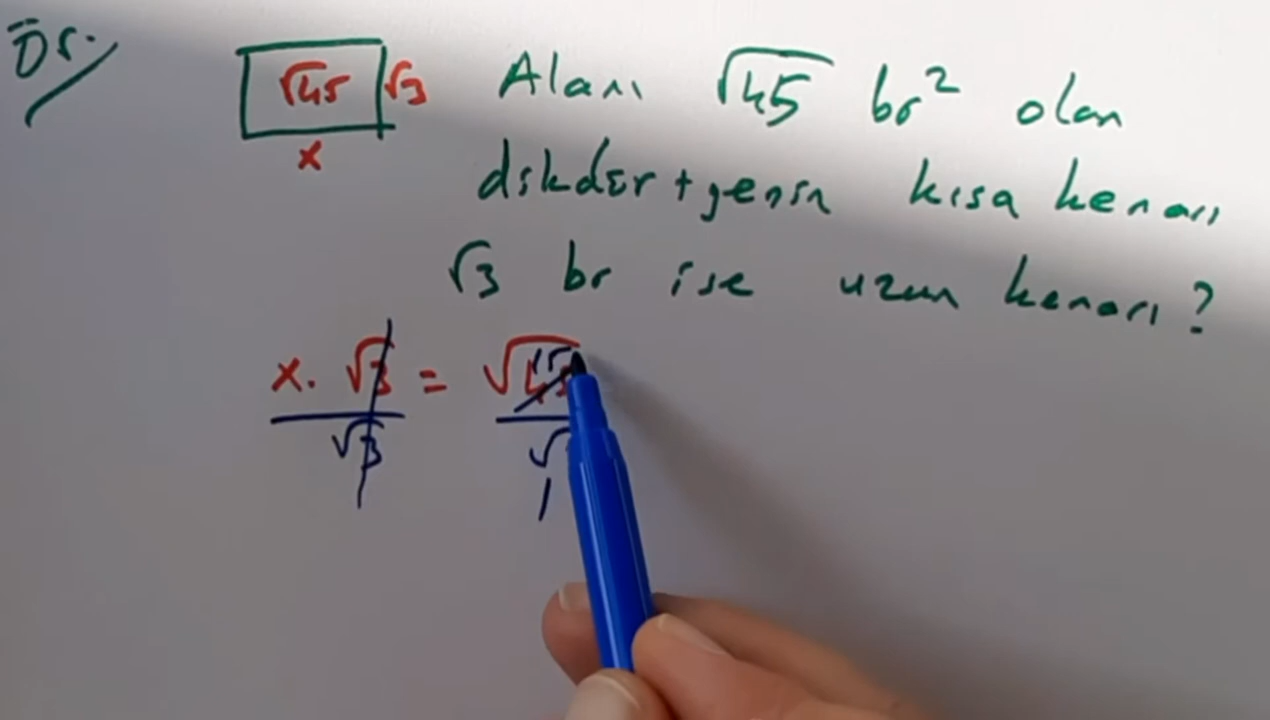 Ör.
√45 √3
x
Alanı √45 br² olan
dikdörtgenin kısa kenarı
√3 br ise uzun kenarı?
x. √3 = √45 15
√3 √
1